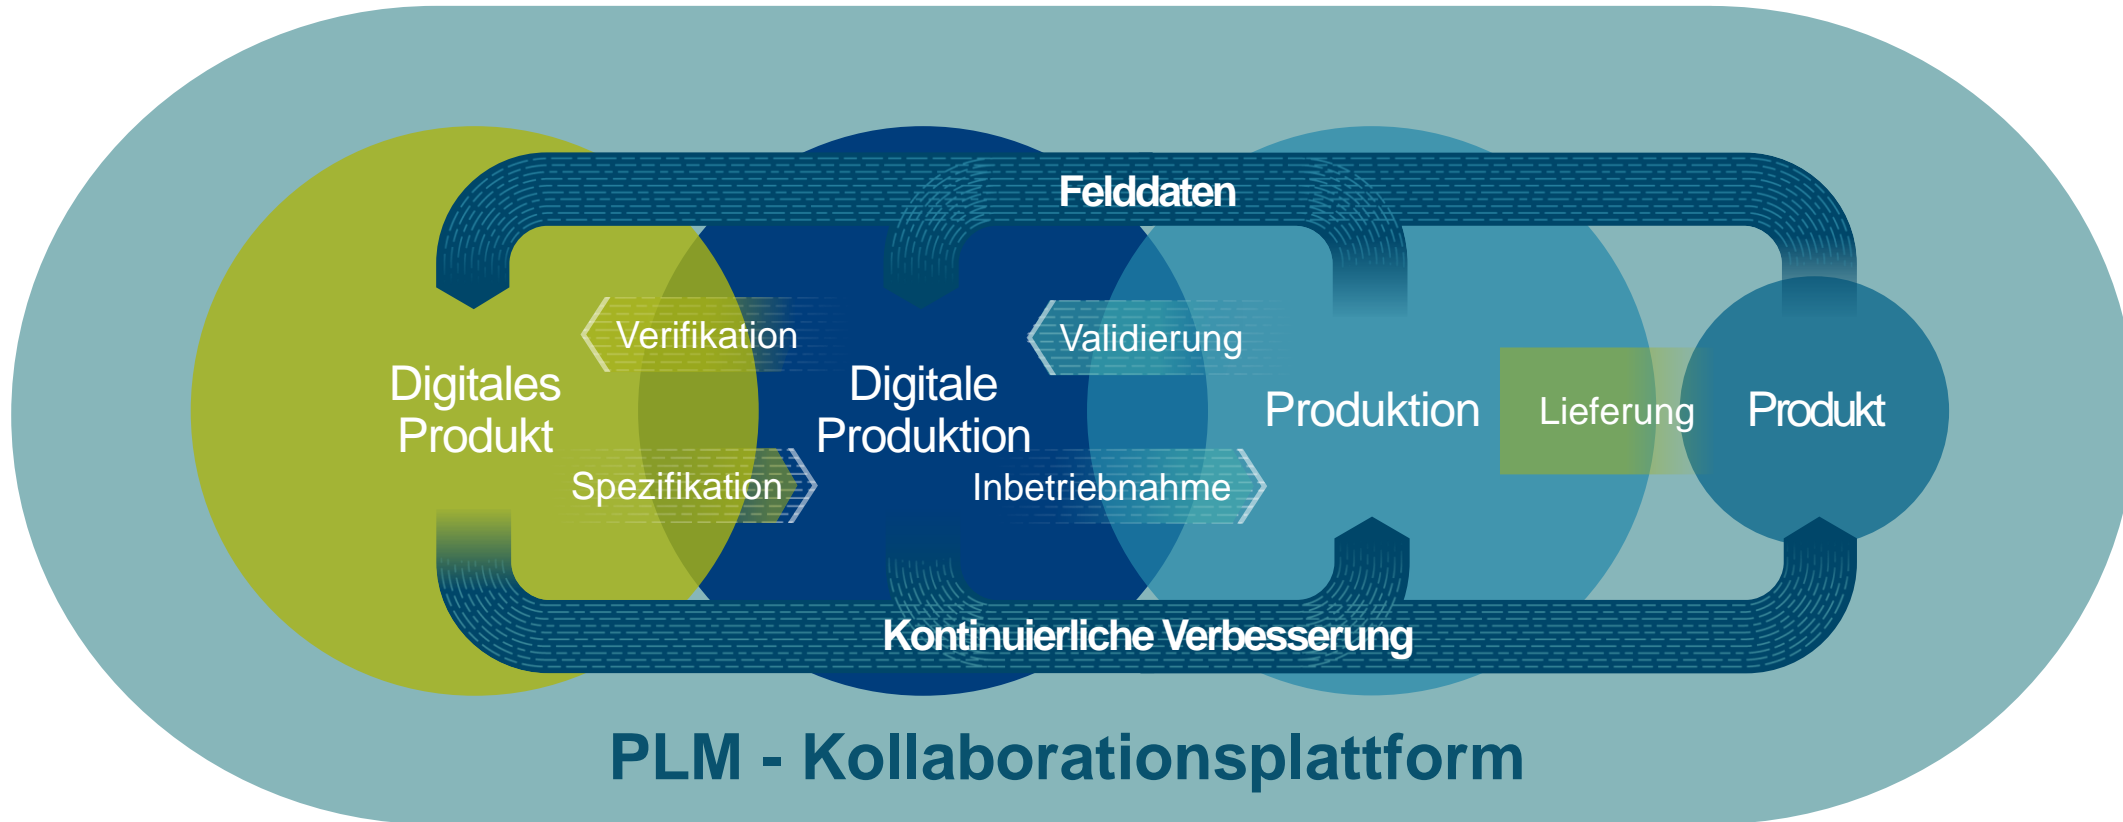 Felddaten
Verifikation
Validierung
Digitales
Produkt
Digitale
Produktion
Produktion
Lieferung
Produkt
Spezifikation
Inbetriebnahme
Kontinuierliche Verbesserung
PLM - Kollaborationsplattform